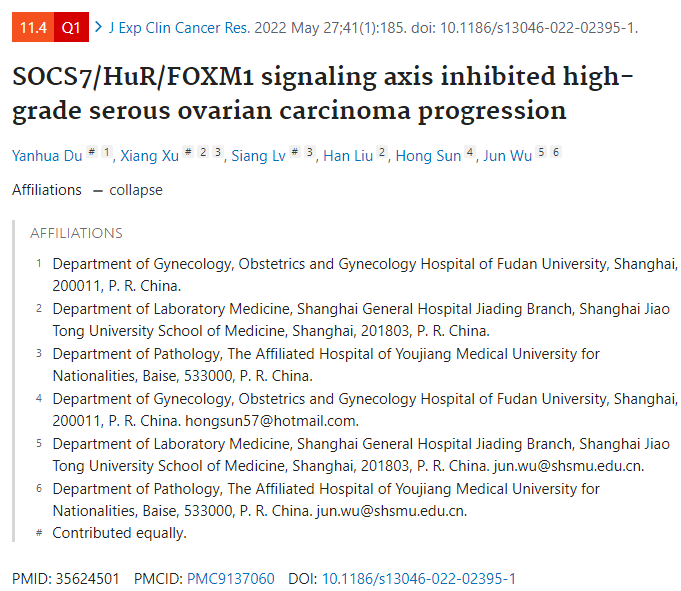 11.4 Q1 > J Exp Clin Cancer Res. 2022 May 27;41(1):185. doi: 10.1186/s13046-022-02395-1.
SOCS7/HuR/FOXM1 signaling axis inhibited high-
grade serous ovarian carcinoma progression
Yanhua Du # 1, Xiang Xu # 2 3, Siang Lv # 3, Han Liu 2, Hong Sun 4, Jun Wu 5 6
Affiliations — collapse
AFFILIATIONS
1 Department of Gynecology, Obstetrics and Gynecology Hospital of Fudan University, Shanghai,
200011, P. R. China.
2 Department of Laboratory Medicine, Shanghai General Hospital Jiading Branch, Shanghai Jiao
Tong University School of Medicine, Shanghai, 201803, P. R. China.
3 Department of Pathology, The Affiliated Hospital of Youjiang Medical University for
Nationalities, Baise, 533000, P. R. China.
4 Department of Gynecology, Obstetrics and Gynecology Hospital of Fudan University, Shanghai,
200011, P. R. China. hongsun57@hotmail.com.
5 Department of Laboratory Medicine, Shanghai General Hospital Jiading Branch, Shanghai Jiao
Tong University School of Medicine, Shanghai, 201803, P. R. China. jun.wu@shsmu.edu.cn.
6 Department of Pathology, The Affiliated Hospital of Youjiang Medical University for
Nationalities, Baise, 533000, P. R. China. jun.wu@shsmu.edu.cn.
# Contributed equally.
PMID: 35624501 PMCID: PMC9137060 DOI: 10.1186/s13046-022-02395-1